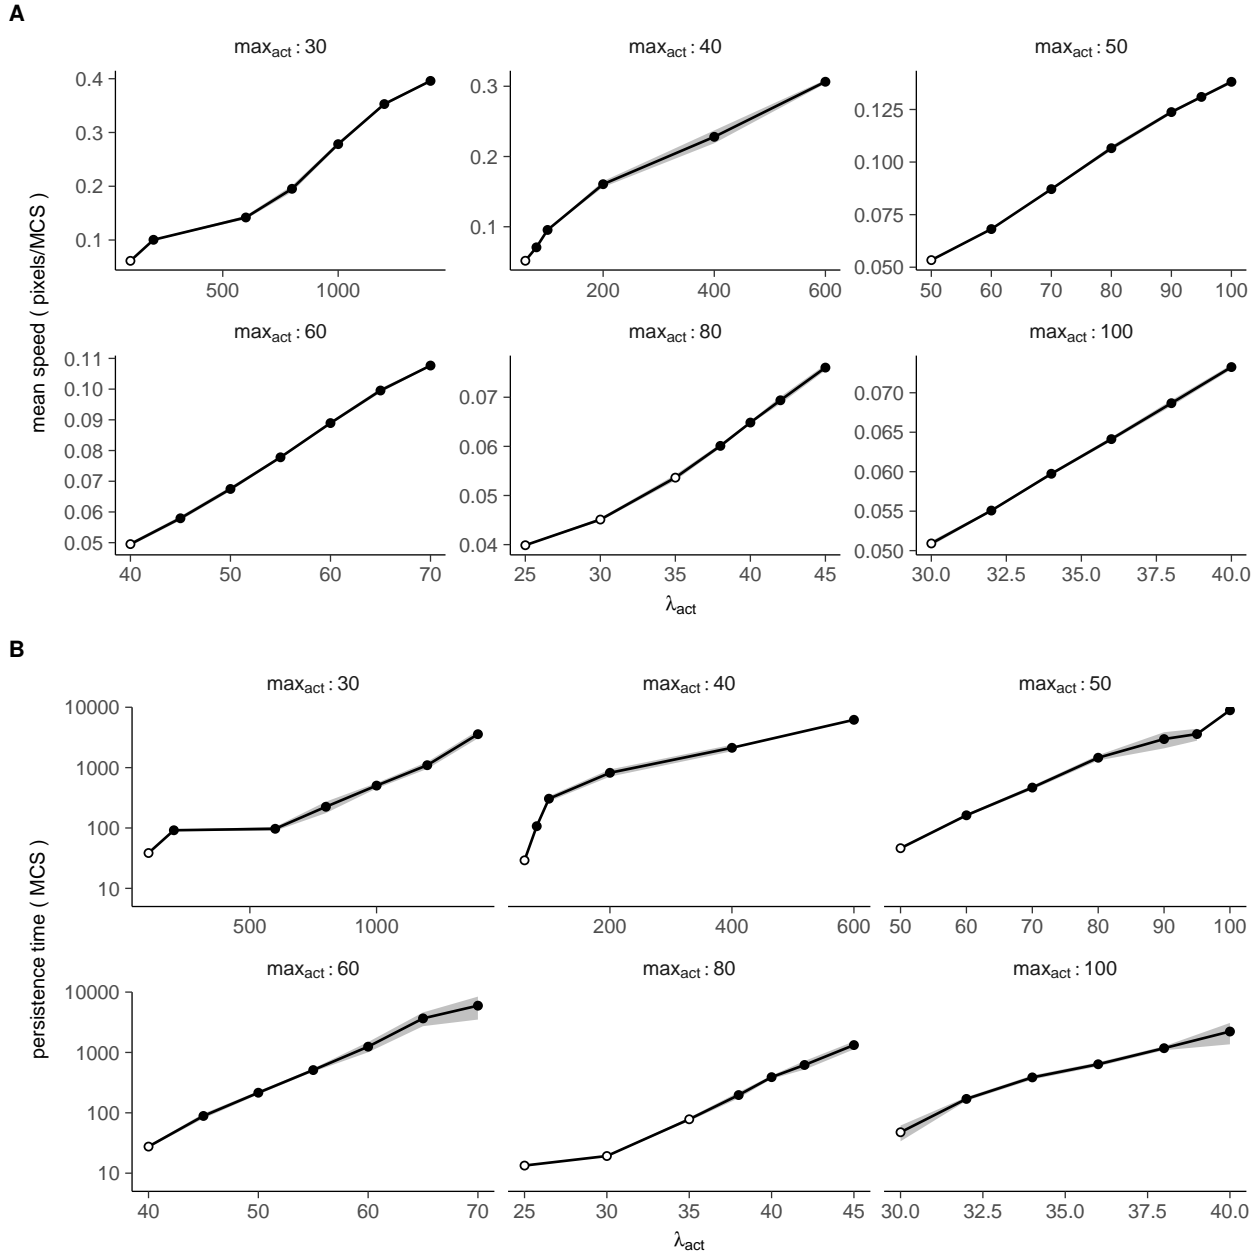 A
max_act : 30 max_act : 40 max_act : 50
0.4
0.3
0.2
0.1
500 1000
0.3
0.2
0.1
200 400 600
0.125
0.100
0.075
0.050
50 60 70 80 90 100
mean speed ( pixels/MCS )
max_act : 60 max_act : 80 max_act : 100
0.11
0.10
0.09
0.08
0.07
0.06
0.05
40 50 60 70
0.07
0.06
0.05
0.04
25 30 35 40 45
0.070
0.065
0.060
0.055
0.050
30.0 32.5 35.0 37.5 40.0
λ_act
B
max_act : 30 max_act : 40 max_act : 50
10000
1000
100
10
500 1000
200 400 600
50 60 70 80 90 100
persistence time ( MCS )
max_act : 60 max_act : 80 max_act : 100
10000
1000
100
10
40 50 60 70
25 30 35 40 45
30.0 32.5 35.0 37.5 40.0
λ_act